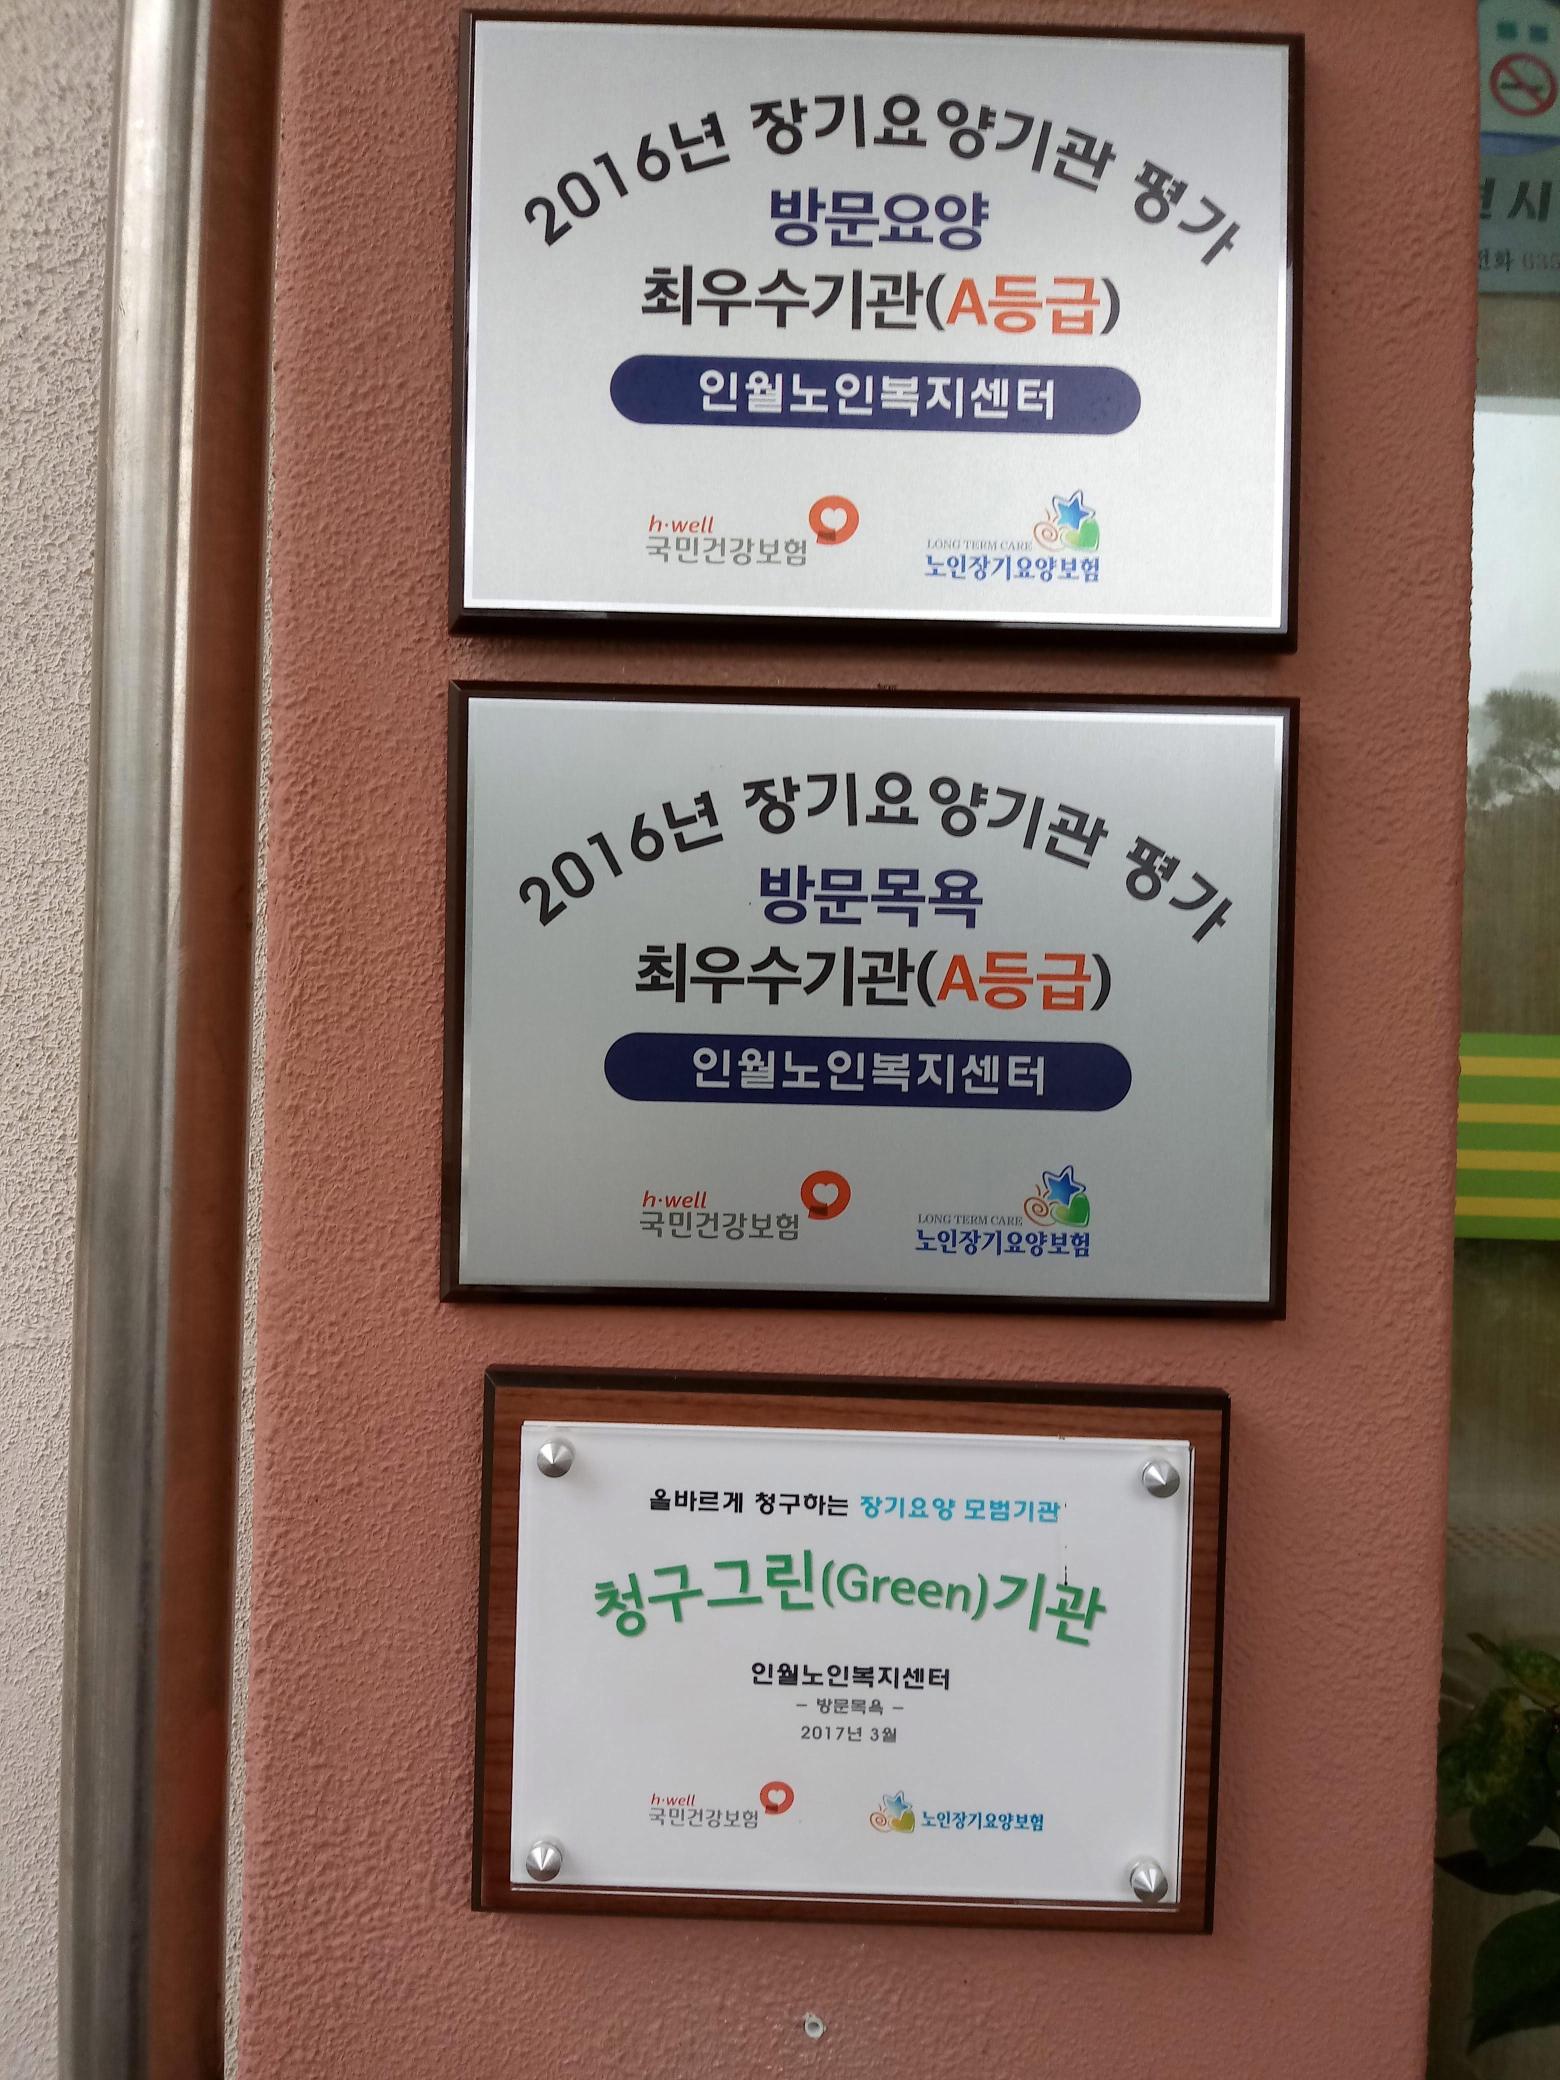 2016년 장기요양기관 평가
방문요양
최우수기관(A등급)
인월노인복지센터
h·well
국민건강보험
LONG TERM CARE
노인장기요양보험
2016년 장기요양기관 평가
방문목욕
최우수기관(A등급)
인월노인복지센터
h·well
국민건강보험
LONG TERM CARE
노인장기요양보험
올바르게 청구하는 장기요양 모범기관
청구그린(Green)기관
인월노인복지센터
- 방문목욕 -
2017년 3월
h·well
국민건강보험
노인장기요양보험